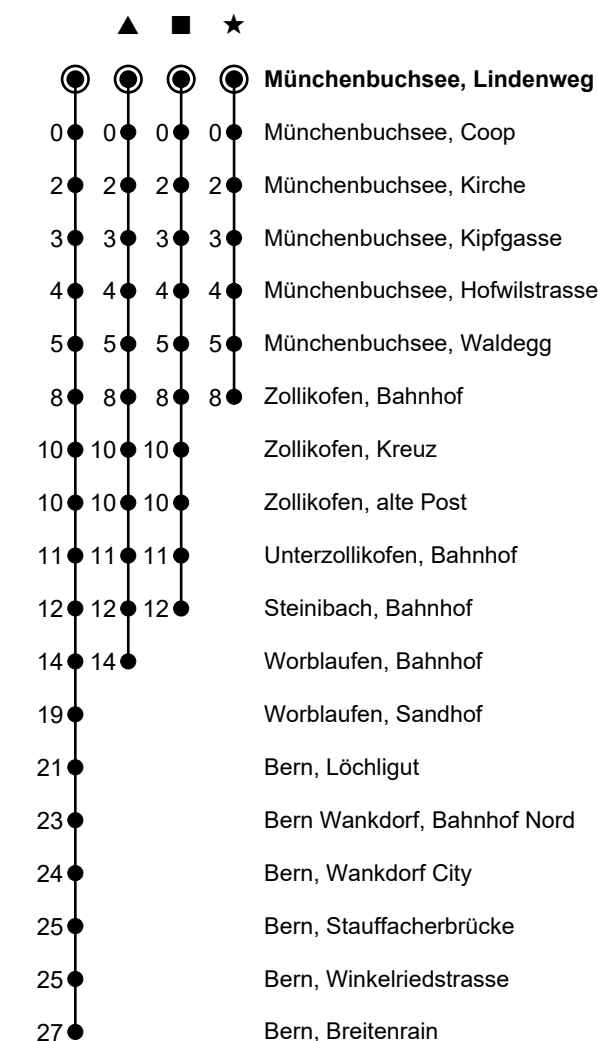 ▲ ■ ★
Münchenbuchsee, Lindenweg
0 0 0 0 Münchenbuchsee, Coop
2 2 2 2 Münchenbuchsee, Kirche
3 3 3 3 Münchenbuchsee, Kipfgasse
4 4 4 4 Münchenbuchsee, Hofwilstrasse
5 5 5 5 Münchenbuchsee, Waldegg
8 8 8 8 Zollikofen, Bahnhof
10 10 10 Zollikofen, Kreuz
10 10 10 Zollikofen, alte Post
11 11 11 Unterzollikofen, Bahnhof
12 12 12 Steinibach, Bahnhof
14 14 Worblaufen, Bahnhof
19 Worblaufen, Sandhof
21 Bern, Löchligut
23 Bern Wankdorf, Bahnhof Nord
24 Bern, Wankdorf City
25 Bern, Stauffacherbrücke
25 Bern, Winkelriedstrasse
27 Bern, Breitenrain